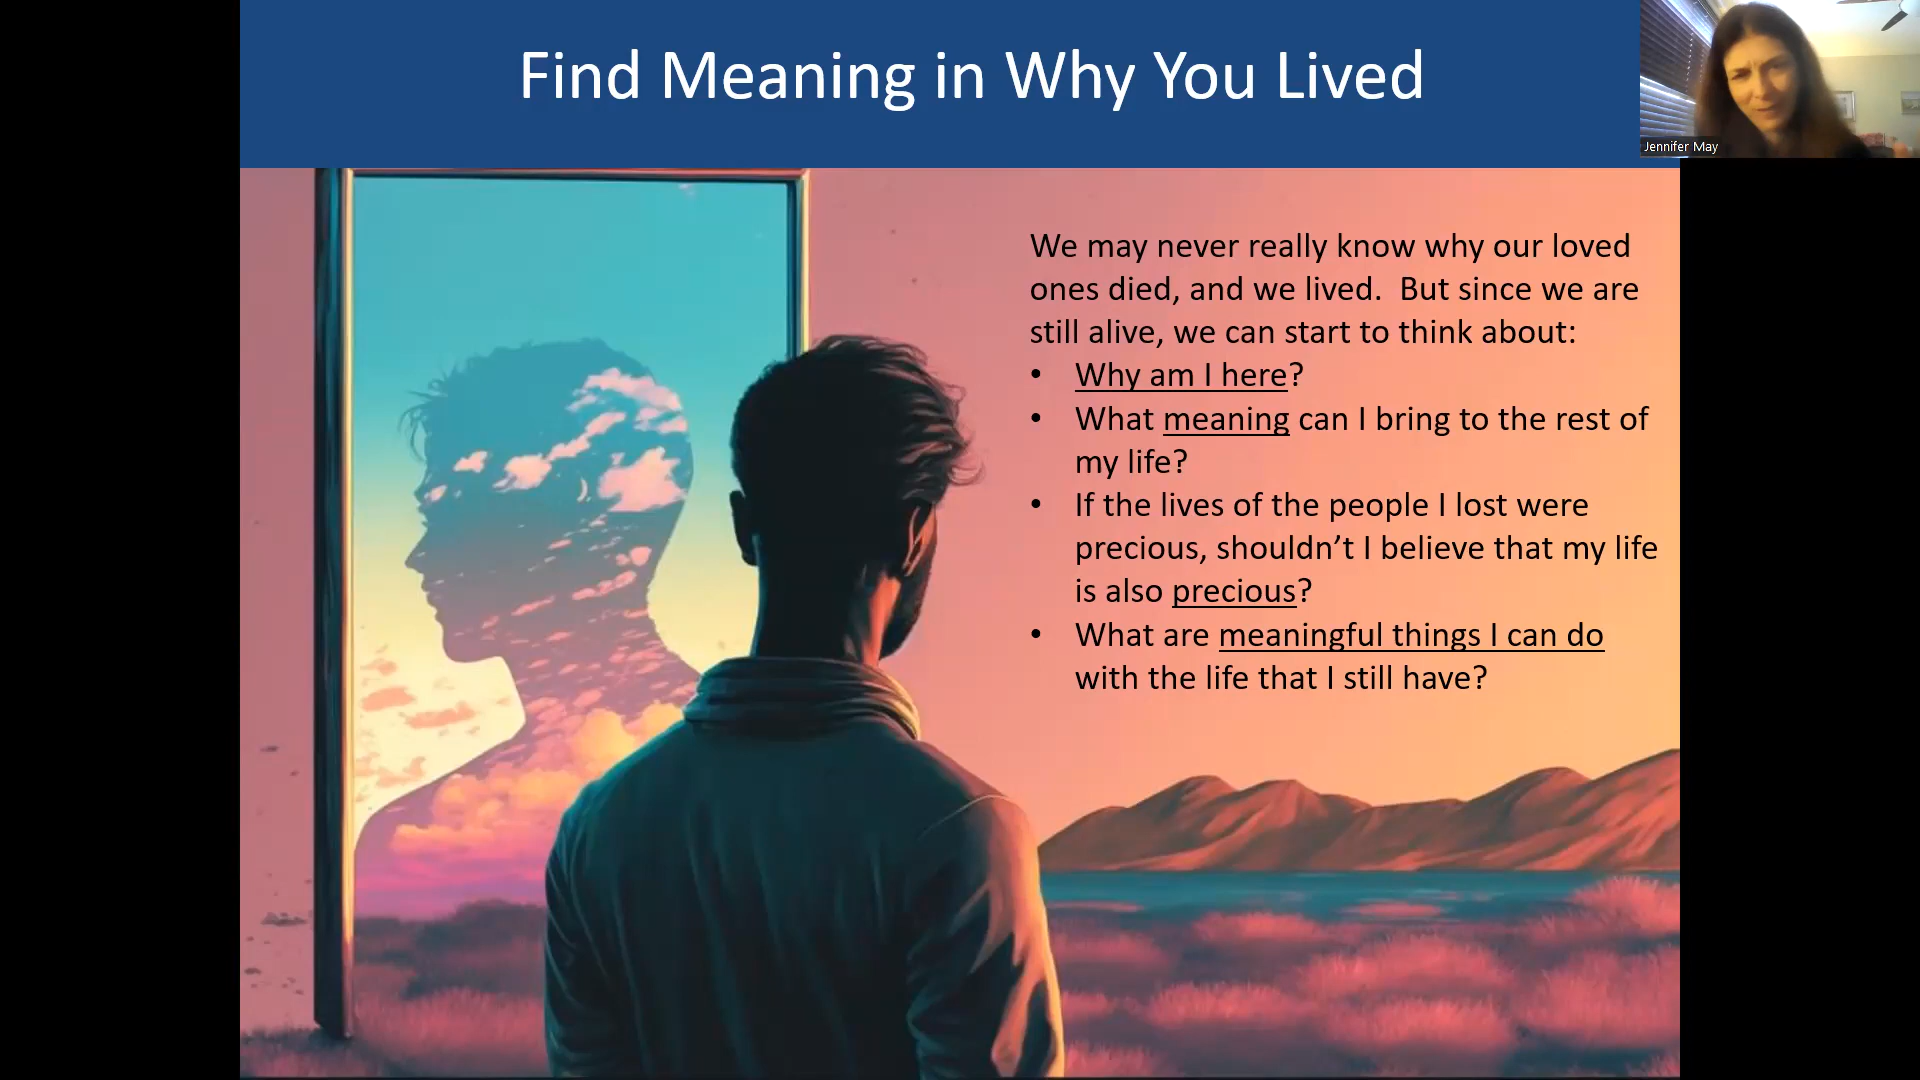 Find Meaning in Why You Lived
Jennifer May
We may never really know why our loved
ones died, and we lived.  But since we are
still alive, we can start to think about:
• Why am I here?
• What meaning can I bring to the rest of
my life?
• If the lives of the people I lost were
precious, shouldn’t I believe that my life
is also precious?
• What are meaningful things I can do
with the life that I still have?